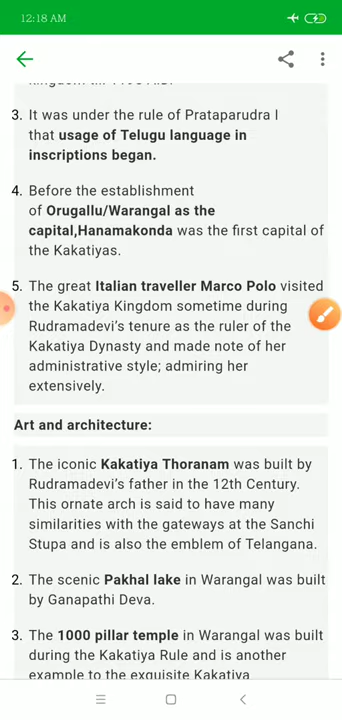 12:18 AM
3. It was under the rule of Prataparudra I
that usage of Telugu language in
inscriptions began.
4. Before the establishment
of Orugallu/Warangal as the
capital,Hanamakonda was the first capital of
the Kakatiyas.
5. The great Italian traveller Marco Polo visited
the Kakatiya Kingdom sometime during
Rudramadevi's tenure as the ruler of the
Kakatiya Dynasty and made note of her
administrative style; admiring her
extensively.
Art and architecture:
1. The iconic Kakatiya Thoranam was built by
Rudramadevi's father in the 12th Century.
This ornate arch is said to have many
similarities with the gateways at the Sanchi
Stupa and is also the emblem of Telangana.
2. The scenic Pakhal lake in Warangal was built
by Ganapathi Deva.
3. The 1000 pillar temple in Warangal was built
during the Kakatiya Rule and is another
example to the exquisite Kakatiya